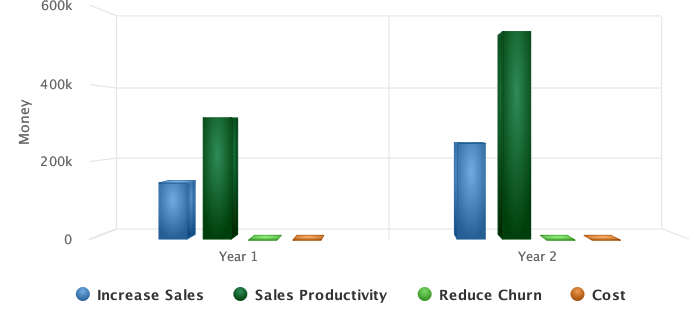 600k
400k
Money
200k
0
Year 1 Year 2
Increase Sales Sales Productivity Reduce Churn Cost